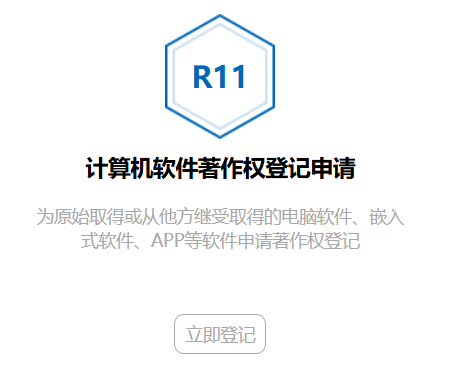 R11
计算机软件著作权登记申请
为原始取得或从他方继受取得的电脑软件、嵌入
式软件、APP等软件申请著作权登记
立即登记